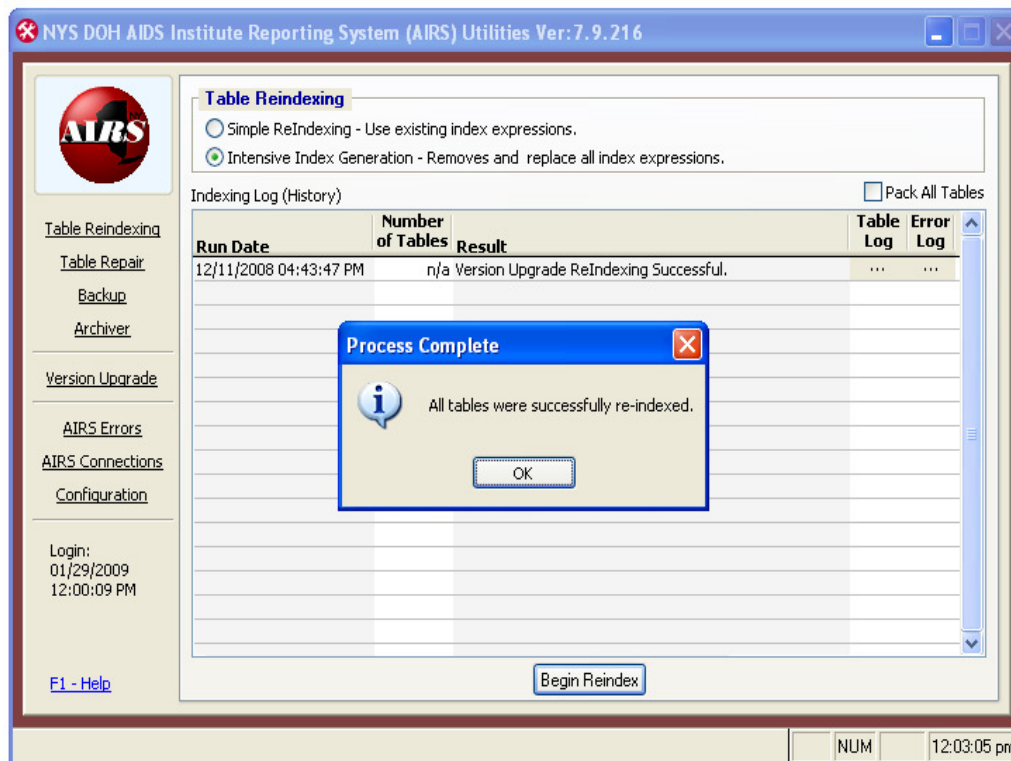 NYS DOH AIDS Institute Reporting System (AIRS) Utilities Ver:7.9.216
AIRS
NY
Table Reindexing
Table Repair
Backup
Archiver
Version Upgrade
AIRS Errors
AIRS Connections
Configuration
Login:
01/29/2009
12:00:09 PM
F1 - Help
Table Reindexing
Simple ReIndexing - Use existing index expressions.
Intensive Index Generation - Removes and replace all index expressions.
Indexing Log (History)
Pack All Tables
Run Date Number of Tables Result Table Log Error Log
12/11/2008 04:43:47 PM n/a Version Upgrade ReIndexing Successful. ... ...
Process Complete
All tables were successfully re-indexed.
OK
Begin Reindex
NUM 12:03:05 pm